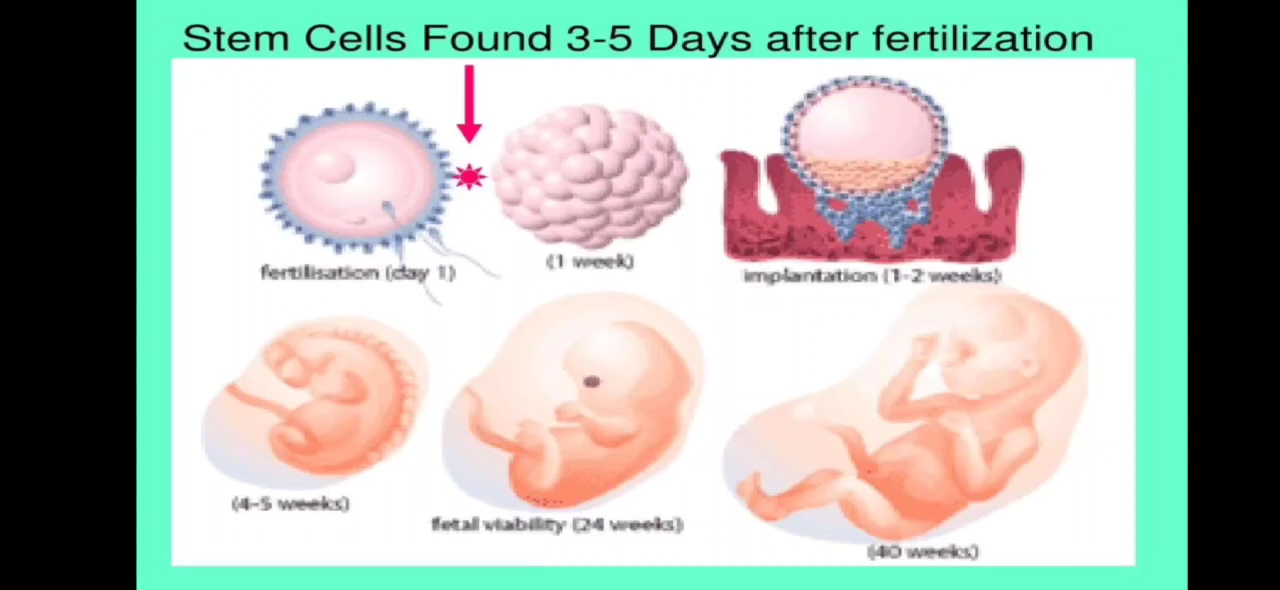 Stem Cells Found 3-5 Days after fertilization
fertilisation (day 1)
(1 week)
implantation (1-2 weeks)
(4-5 weeks)
fetal viability (24 weeks)
(40 weeks)